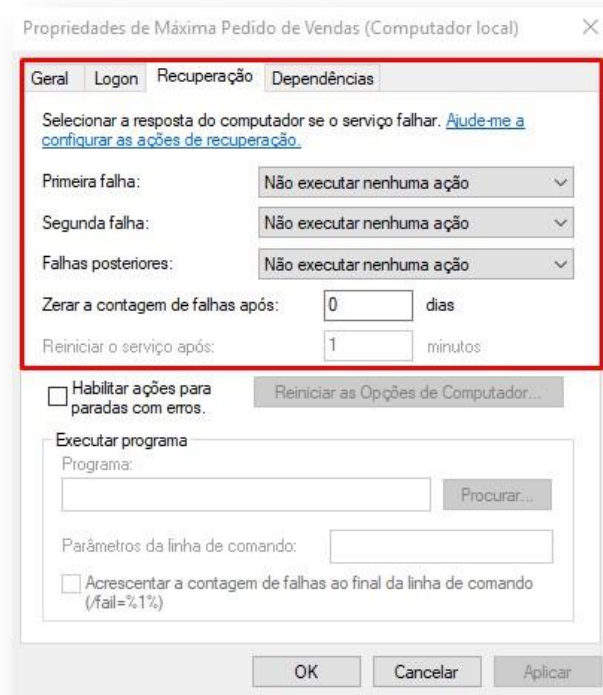 Propriedades de Máxima Pedido de Vendas (Computador local)
Geral Logon Recuperação Dependências
Selecionar a resposta do computador se o serviço falhar. Ajude-me a
configurar as ações de recuperação.
Primeira falha: Não executar nenhuma ação
Segunda falha: Não executar nenhuma ação
Falhas posteriores: Não executar nenhuma ação
Zerar a contagem de falhas após: 0 dias
Reiniciar o serviço após: 1 minutos
Habilitar ações para
paradas com erros.
Reiniciar as Opções de Computador...
Executar programa
Programa:
Procurar...
Parâmetros da linha de comando:
Acrescentar a contagem de falhas ao final da linha de comando
(/fail=%1%)
OK Cancelar Aplicar